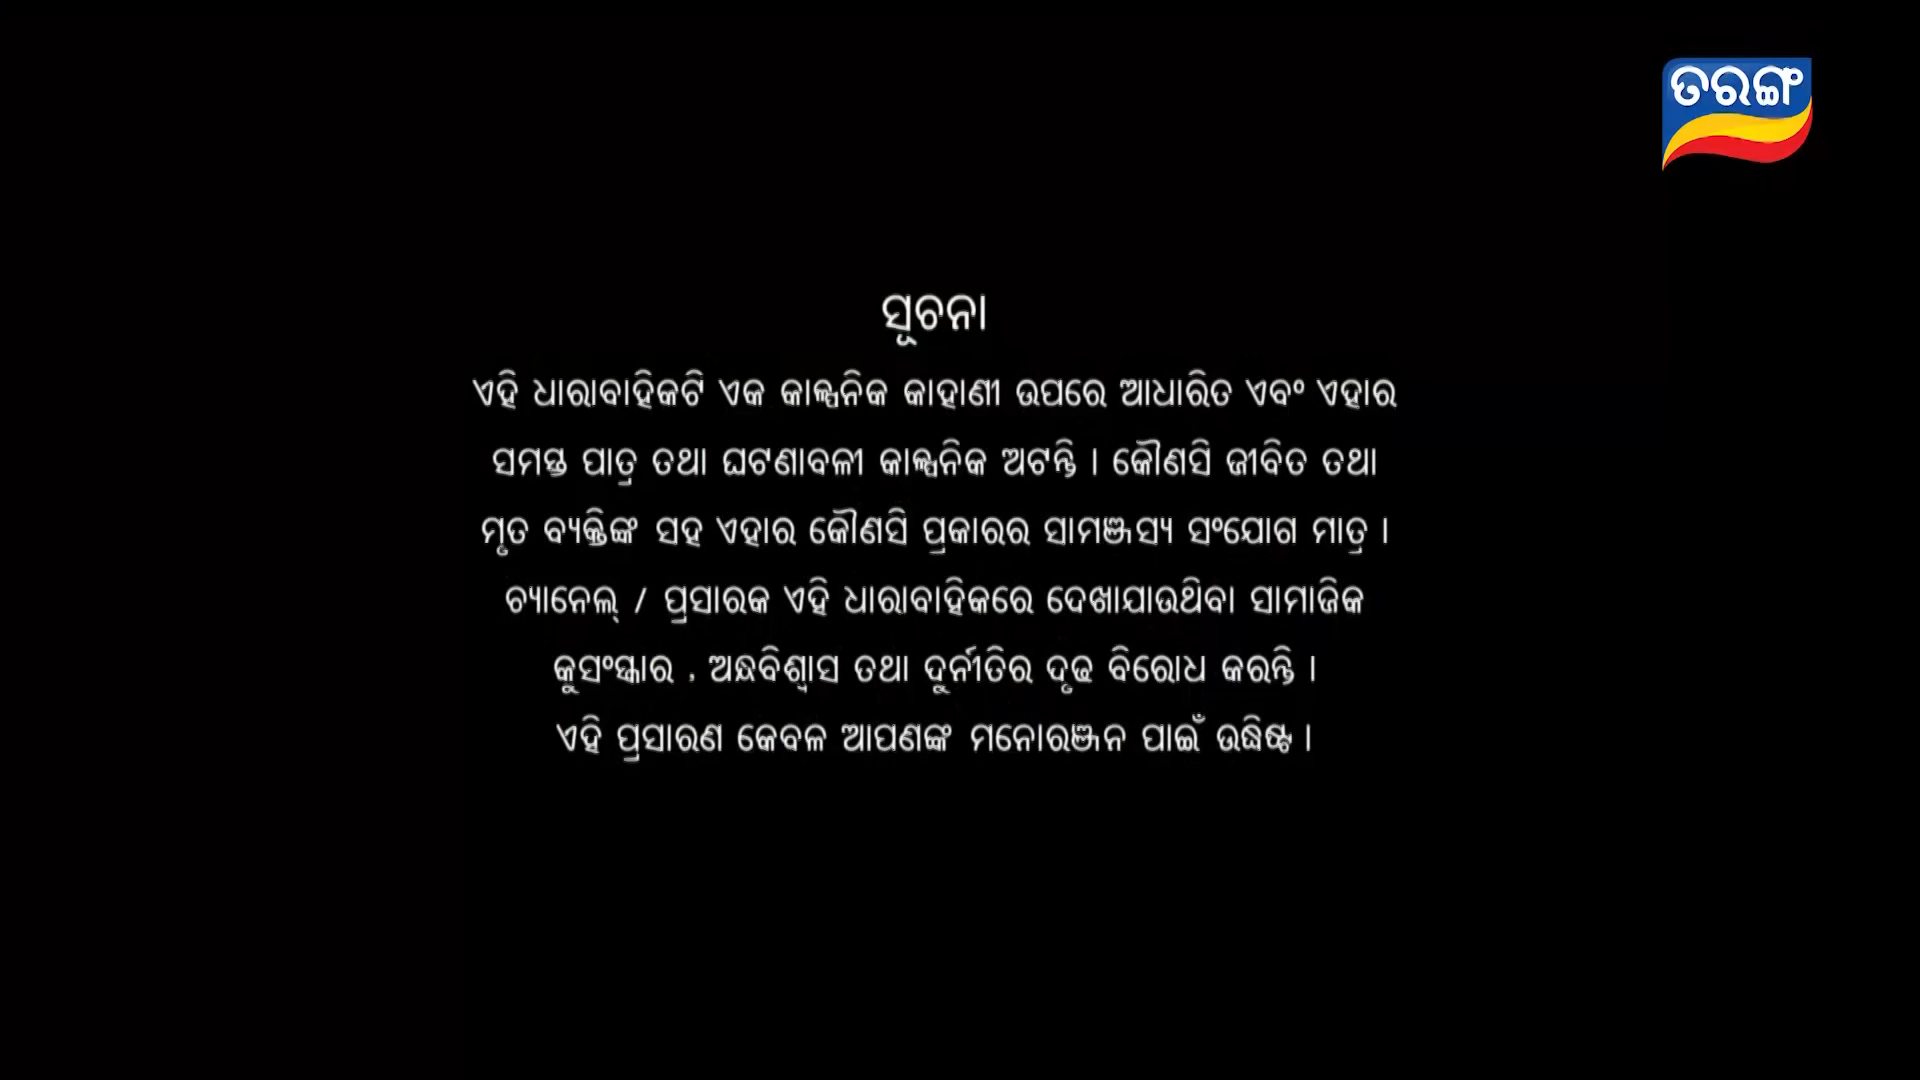 ତରଙ୍ଗ
ସୂଚନା
ଏହି ଧାରାବାହିକଟି ଏକ କାଳ୍ପନିକ କାହାଣୀ ଉପରେ ଆଧାରିତ ଏବଂ ଏହାର
ସମସ୍ତ ପାତ୍ର ତଥା ଘଟଣାବଳୀ କାଳ୍ପନିକ ଅଟନ୍ତି । କୌଣସି ଜୀବିତ ତଥା
ମୃତ ବ୍ୟକ୍ତିଙ୍କ ସହ ଏହାର କୌଣସି ପ୍ରକାରର ସାମଞ୍ଜସ୍ୟ ସଂଯୋଗ ମାତ୍ର ।
ଚ୍ୟାନେଲ୍ / ପ୍ରସାରକ ଏହି ଧାରାବାହିକରେ ଦେଖାଯାଉଥିବା ସାମାଜିକ
କୁସଂସ୍କାର , ଅନ୍ଧବିଶ୍ୱାସ ତଥା ଦୁର୍ନୀତିର ଦୃଢ ବିରୋଧ କରନ୍ତି ।
ଏହି ପ୍ରସାରଣ କେବଳ ଆପଣଙ୍କ ମନୋରଞ୍ଜନ ପାଇଁ ଉଦ୍ଧିଷ୍ଟ ।